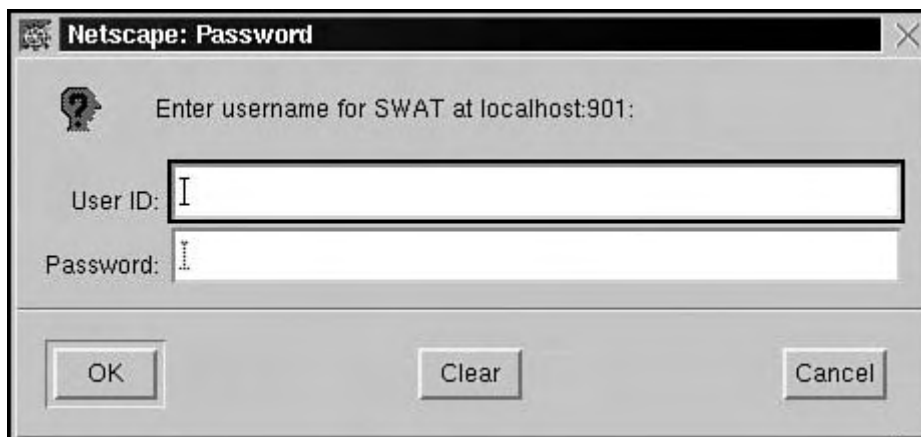 Netscape: Password
Enter username for SWAT at localhost:901:
User ID:
Password:
OK Clear Cancel